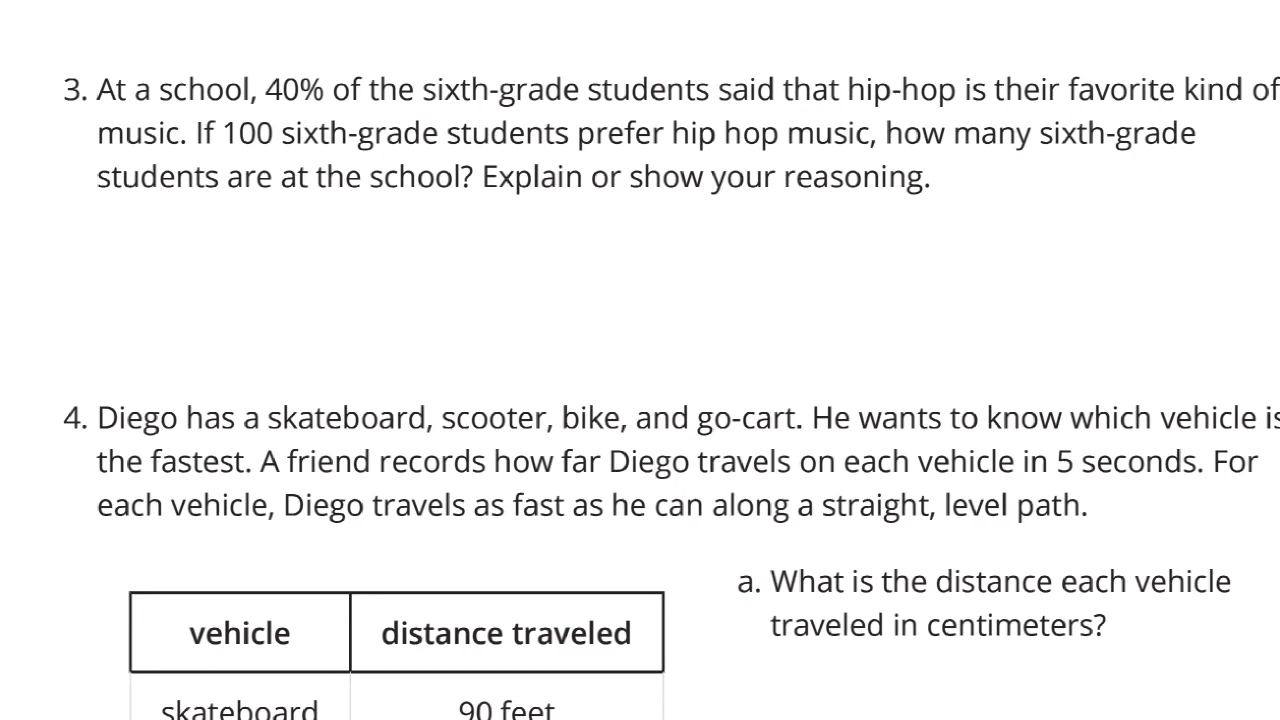 3. At a school, 40% of the sixth-grade students said that hip-hop is their favorite kind of
music. If 100 sixth-grade students prefer hip hop music, how many sixth-grade
students are at the school? Explain or show your reasoning.
4. Diego has a skateboard, scooter, bike, and go-cart. He wants to know which vehicle is
the fastest. A friend records how far Diego travels on each vehicle in 5 seconds. For
each vehicle, Diego travels as fast as he can along a straight, level path.
a. What is the distance each vehicle
traveled in centimeters?
vehicle distance traveled
skateboard 90 feet